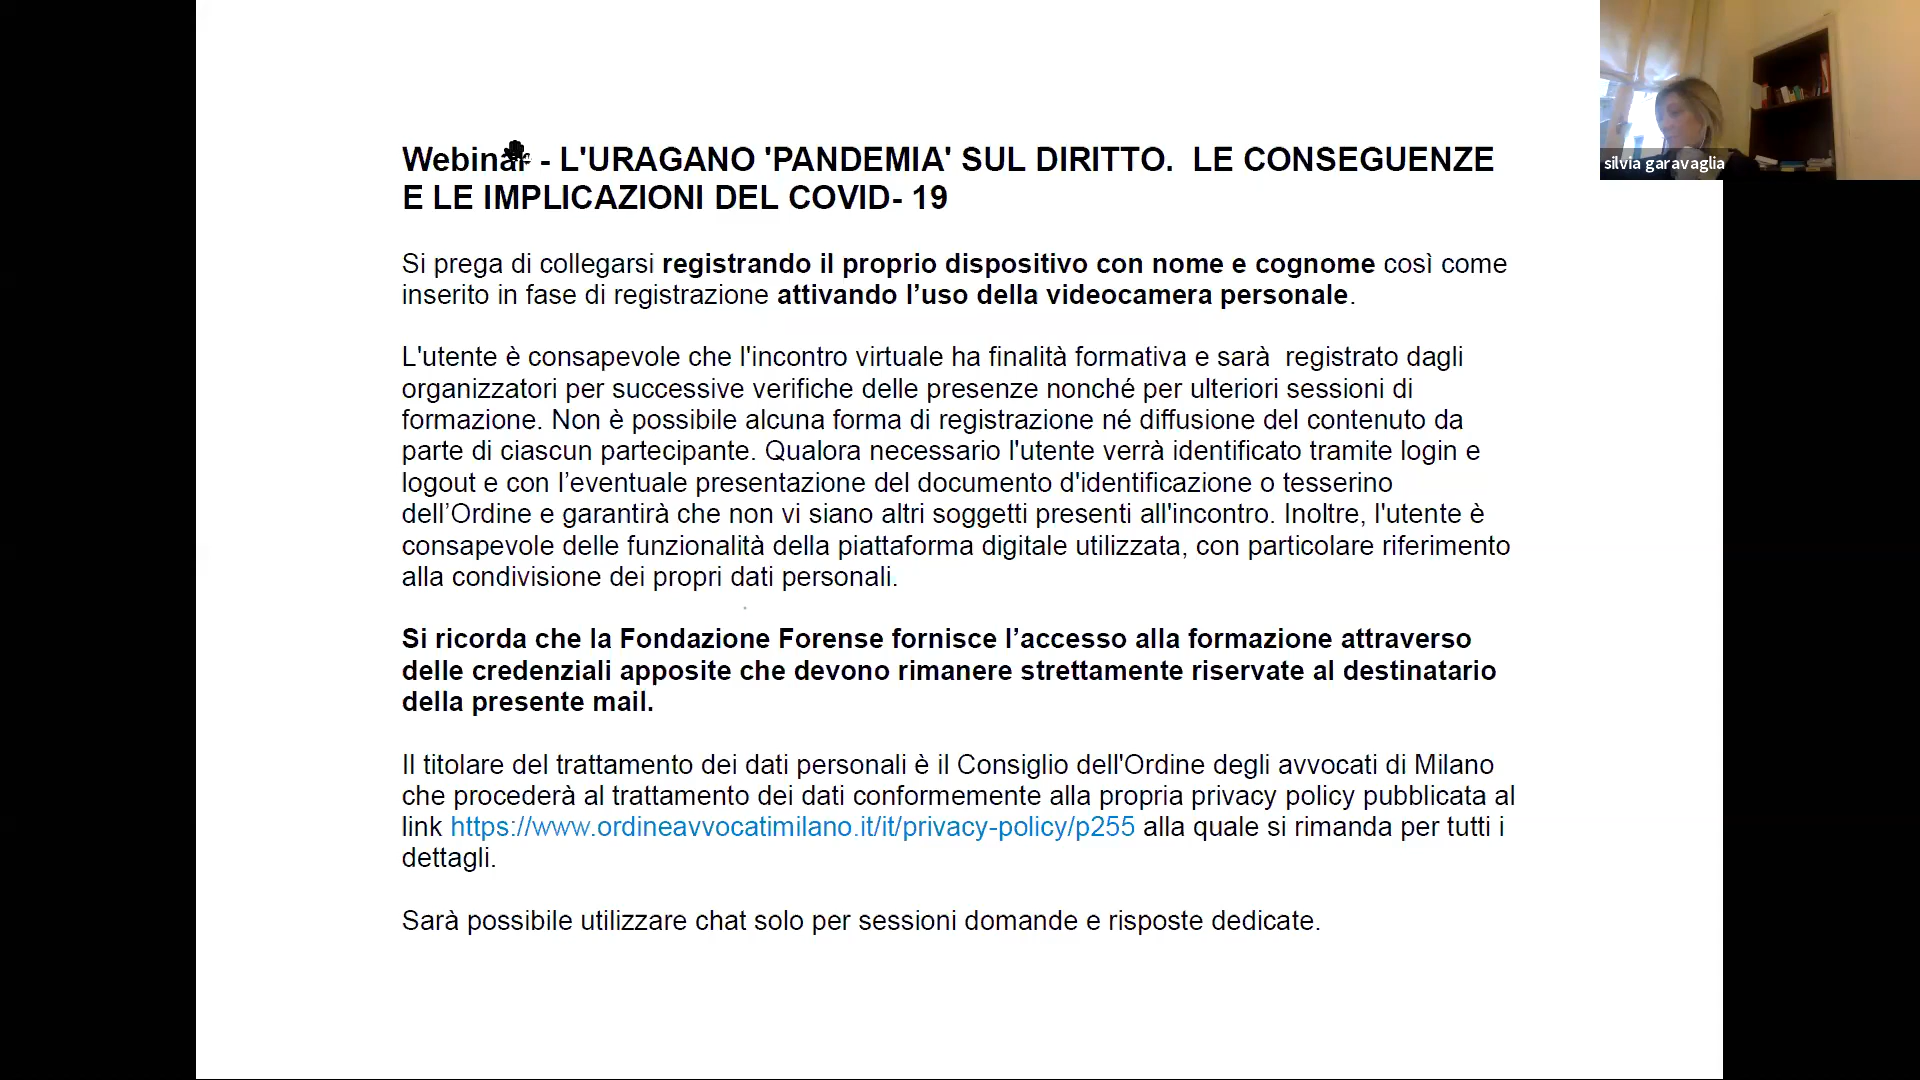 Webinar - L'URAGANO 'PANDEMIA' SUL DIRITTO.  LE CONSEGUENZE
E LE IMPLICAZIONI DEL COVID- 19
Si prega di collegarsi registrando il proprio dispositivo con nome e cognome così come
inserito in fase di registrazione attivando l’uso della videocamera personale.
L'utente è consapevole che l'incontro virtuale ha finalità formativa e sarà  registrato dagli
organizzatori per successive verifiche delle presenze nonché per ulteriori sessioni di
formazione. Non è possibile alcuna forma di registrazione né diffusione del contenuto da
parte di ciascun partecipante. Qualora necessario l'utente verrà identificato tramite login e
logout e con l’eventuale presentazione del documento d'identificazione o tesserino
dell’Ordine e garantirà che non vi siano altri soggetti presenti all'incontro. Inoltre, l'utente è
consapevole delle funzionalità della piattaforma digitale utilizzata, con particolare riferimento
alla condivisione dei propri dati personali.
Si ricorda che la Fondazione Forense fornisce l’accesso alla formazione attraverso
delle credenziali apposite che devono rimanere strettamente riservate al destinatario
della presente mail.
Il titolare del trattamento dei dati personali è il Consiglio dell'Ordine degli avvocati di Milano
che procederà al trattamento dei dati conformemente alla propria privacy policy pubblicata al
link https://www.ordineavvocatimilano.it/it/privacy-policy/p255 alla quale si rimanda per tutti i
dettagli.
Sarà possibile utilizzare chat solo per sessioni domande e risposte dedicate.
silvia garavaglia